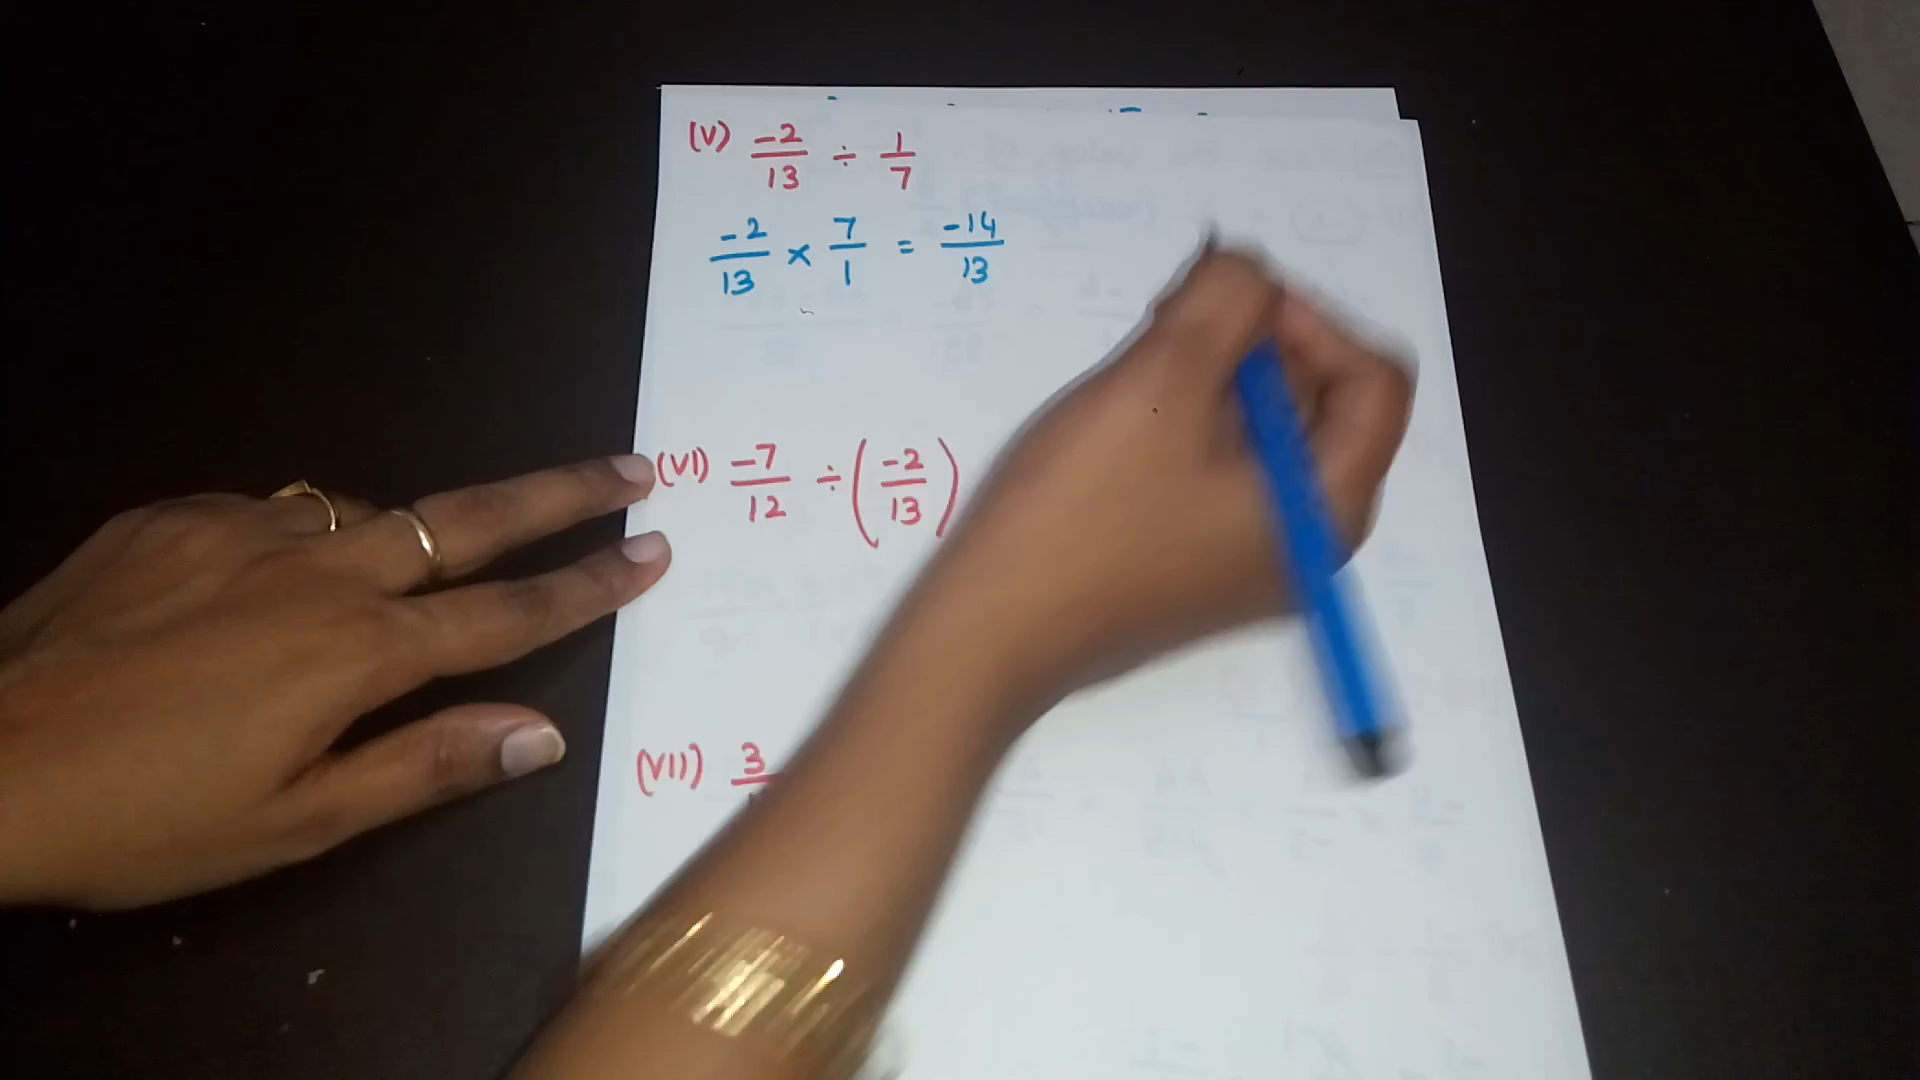 (V) -2/13 ÷ 1/7
-2/13 × 7/1 = -14/13
(VI) -7/12 ÷ (-2/13)
(VII) 3